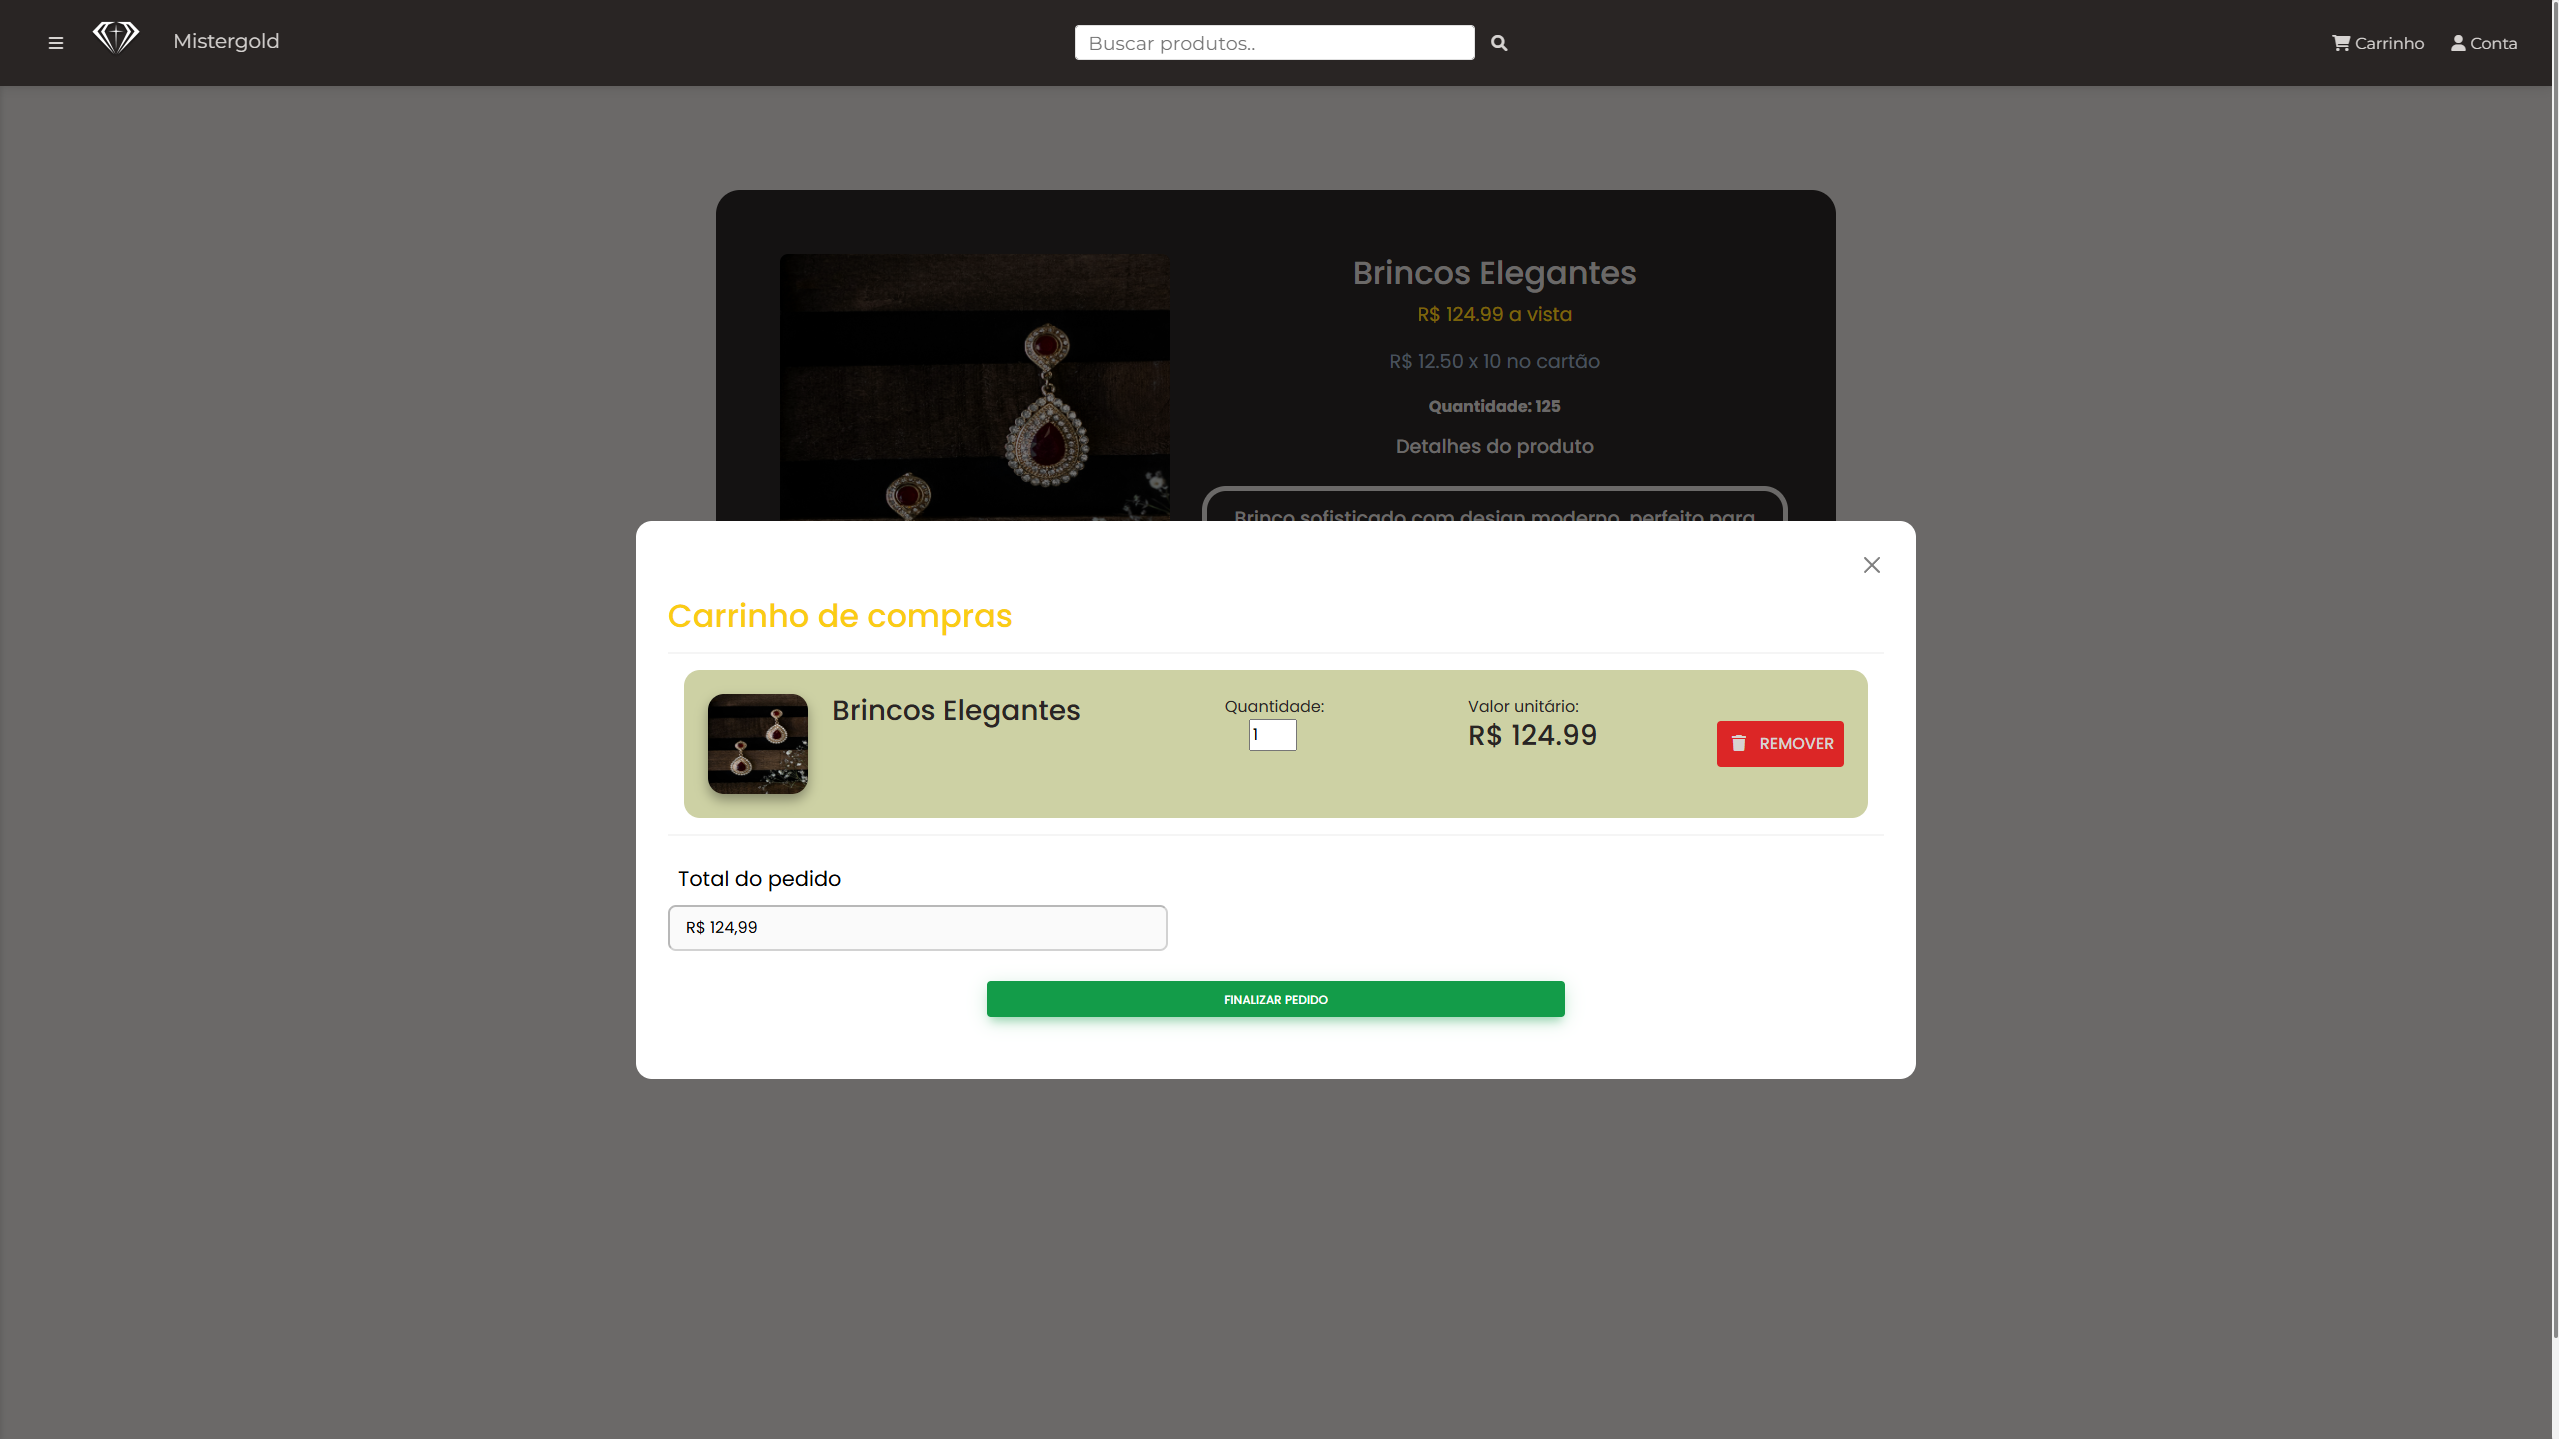 Mistergold
Buscar produtos..
Carrinho
Conta
Brincos Elegantes
R$ 124.99 a vista
R$ 12.50 x 10 no cartão
Quantidade: 125
Detalhes do produto
Brinco sofisticado com design moderno, perfeito para
Carrinho de compras
Brincos Elegantes
Quantidade:
1
Valor unitário:
R$ 124.99
REMOVER
Total do pedido
R$ 124,99
FINALIZAR PEDIDO